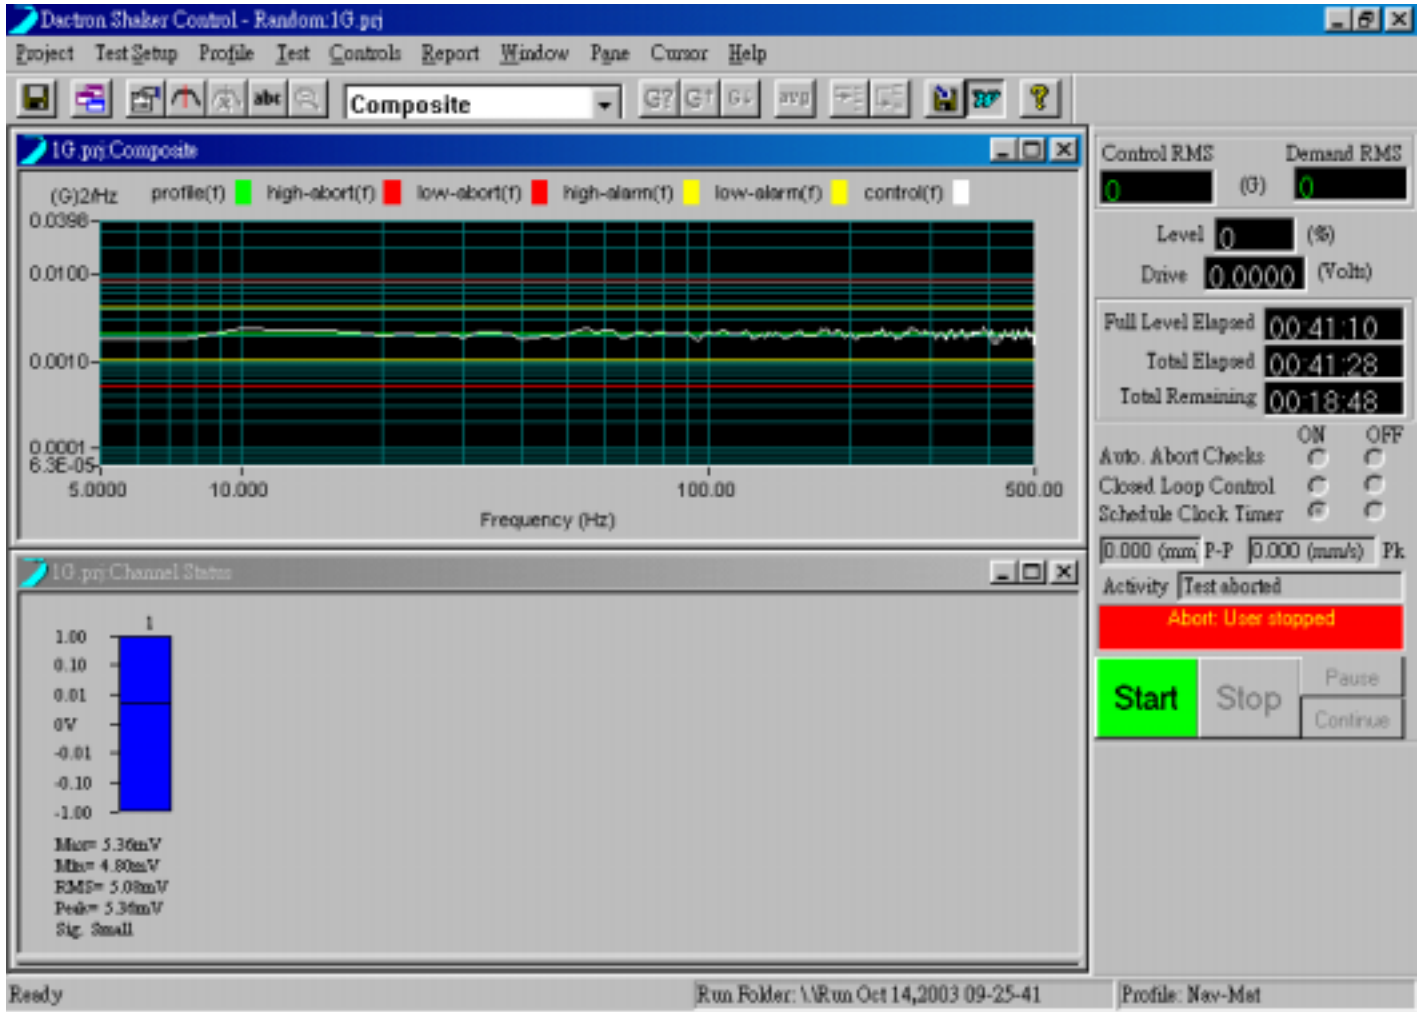 Dactron Shaker Control - Random:1G.prj
Project Test Setup Profile Test Controls Report Window Pane Cursor Help
abc Composite G? G↑ G↓ avg ?
1G.prj:Composite
(G)2/Hz profile(f) high-abort(f) low-abort(f) high-alarm(f) low-alarm(f) control(f)
0.0398
0.0100
0.0010
0.0001
6.3E-05
5.0000 10.000 100.00 500.00
Frequency (Hz)
1G.prj:Channel Status
1
1.00
0.10
0.01
0V
-0.01
-0.10
-1.00
Max= 5.36mV
Min= 4.80mV
RMS= 5.08mV
Peak= 5.36mV
Sig. Small
Control RMS Demand RMS
0 (G) 0
Level 0 (%)
Drive 0.0000 (Volts)
Full Level Elapsed 00:41:10
Total Elapsed 00:41:28
Total Remaining 00:18:48
ON OFF
Auto. Abort Checks
Closed Loop Control
Schedule Clock Timer
0.000 (mm) P-P 0.000 (mm/s) Pk
Activity Test aborted
Abort: User stopped
Start Stop Pause
Continue
Ready Run Folder: \.\Run Oct 14,2003 09-25-41 Profile: Nav-Mat